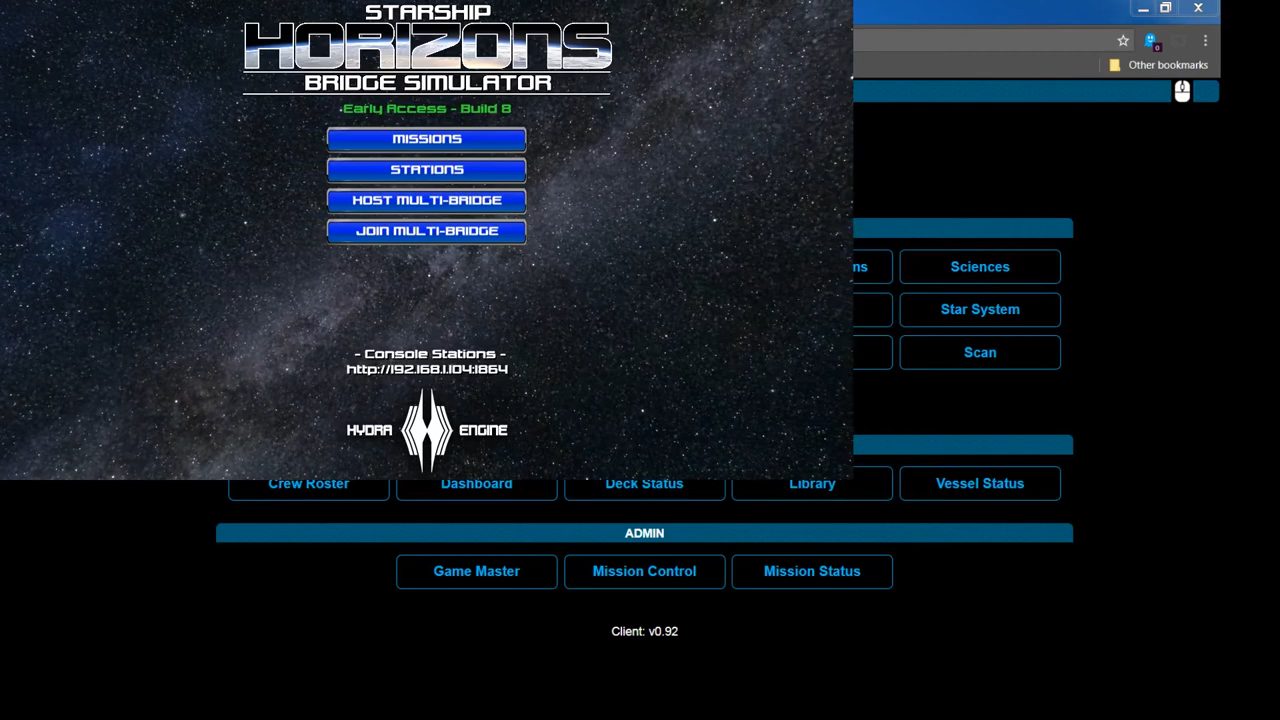 STARSHIP
HORIZONS
BRIDGE SIMULATOR
Early Access - Build 8
MISSIONS
STATIONS
HOST MULTI-BRIDGE
JOIN MULTI-BRIDGE
- Console Stations -
http://192.168.1.104:1864
HYDRA ENGINE
0
Other bookmarks
ns
Sciences
Star System
Scan
Crew Roster
Dashboard
Deck Status
Library
Vessel Status
ADMIN
Game Master
Mission Control
Mission Status
Client: v0.92